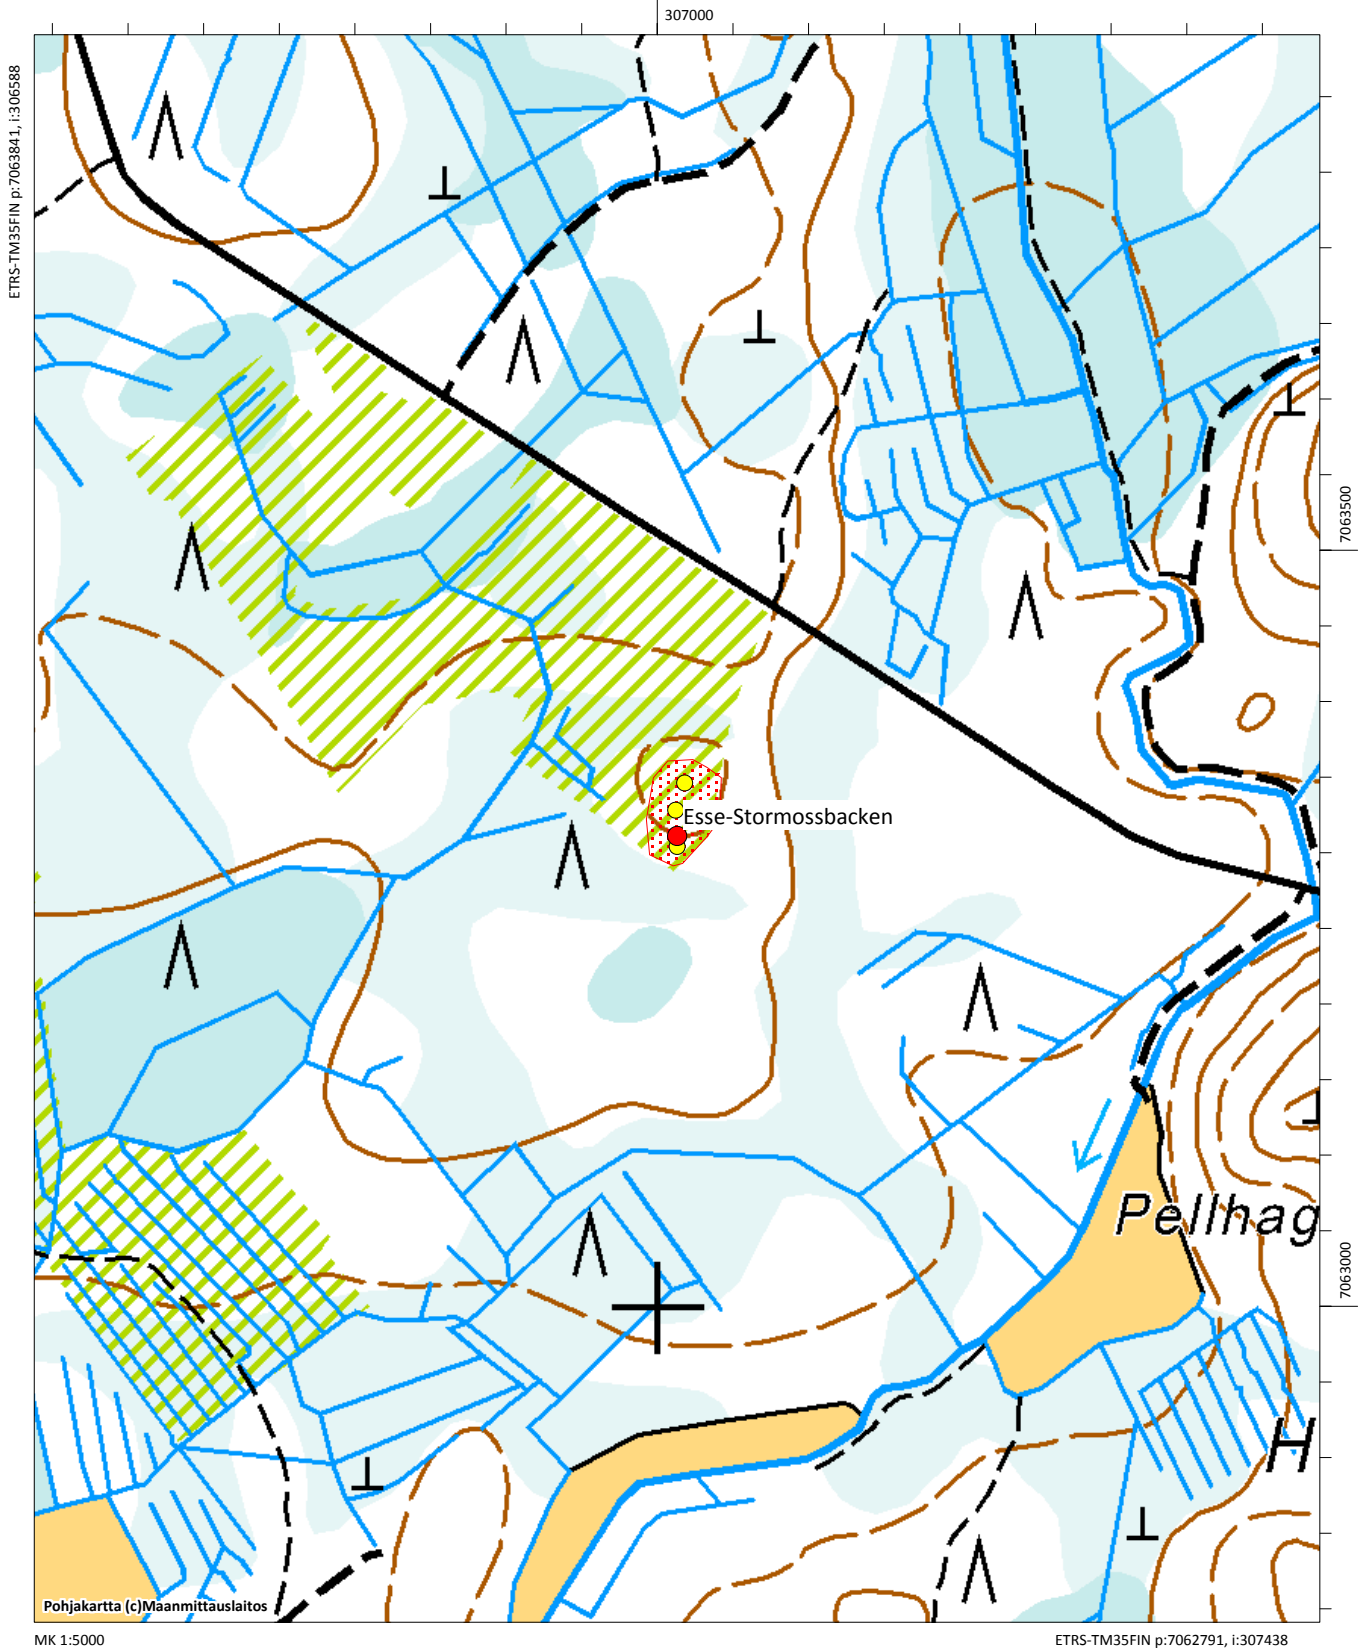 307000
ETRS-TM35FIN p:7063841, i:306588
7063500
Esse-Stormossbacken
Pellhag
7063000
H
Pohjakartta (c)Maanmittauslaitos
MK 1:5000
ETRS-TM35FIN p:7062791, i:307438